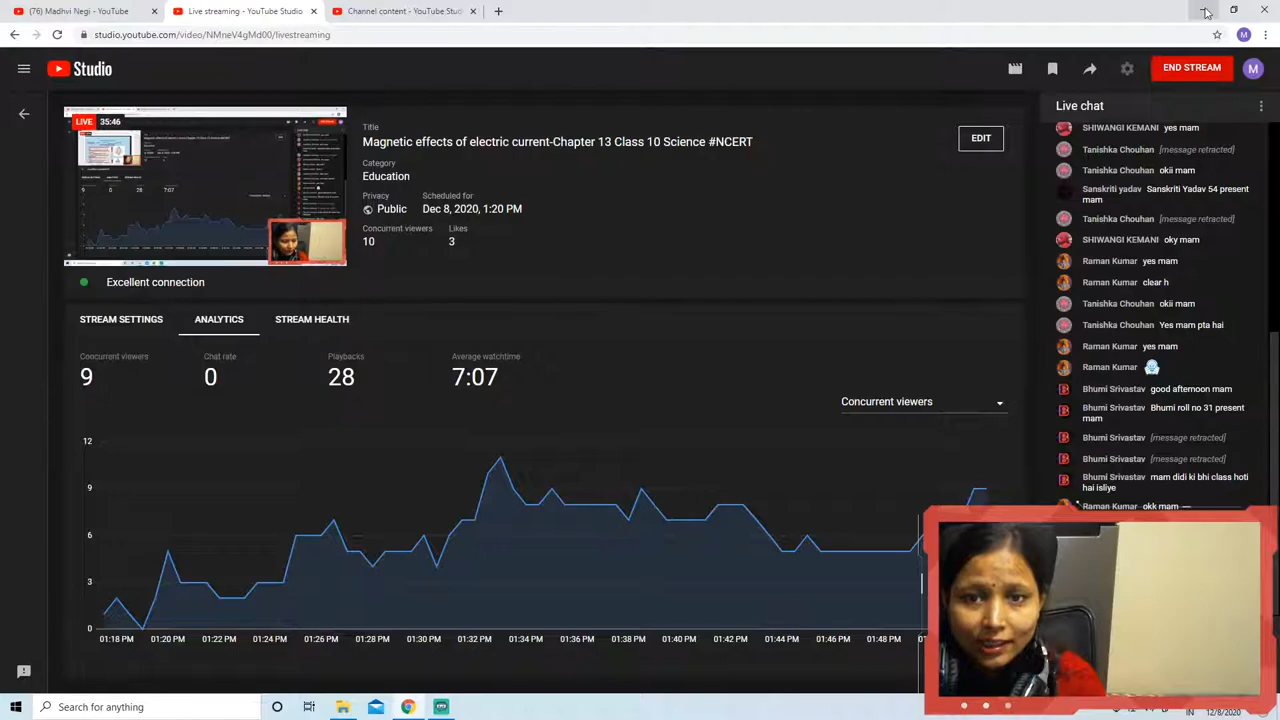 (76) Madhvi Negi - YouTube
Live streaming - YouTube Studio
Channel content - YouTube Studio
studio.youtube.com/video/NMneV4gMd00/livestreaming
M
Studio
END STREAM
M
LIVE 35:46
Title
Magnetic effects of electric current-Chapter 13 Class 10 Science #NC
EDIT
Category
Education
Privacy
Public
Scheduled for
Dec 8, 2020
Concurrent viewers
10
Likes
3
Excellent connection
STREAM SETTINGS
ANALYTICS
STREAM HEALTH
Concurrent viewers
9
Chat rate
0
Playbacks
28
Average watchtime
7:07
Concurrent viewers
12
9
6
3
0
01:18 PM 01:20 PM 01:22 PM 01:24 PM 01:26 PM 01:28 PM 01:30 PM 01:32 PM 01:34 PM 01:36 PM 01:38 PM 01:40 PM 01:42 PM 01:44 PM 01:46 PM 01:48 PM
Live chat
SHIWANGI KEMANI yes mam
Tanishka Chouhan [message retracted]
Tanishka Chouhan okii mam
Sanskriti yadav Sanskriti Yadav 54 present
mam
Tanishka Chouhan [message retracted]
SHIWANGI KEMANI oky mam
Raman Kumar yes mam
Raman Kumar clear h
Tanishka Chouhan okii mam
Tanishka Chouhan Yes mam pta hai
Raman Kumar yes mam
Raman Kumar
Bhumi Srivastav good afternoon mam
Bhumi Srivastav Bhumi roll no 31 present
mam
Bhumi Srivastav [message retracted]
Bhumi Srivastav [message retracted]
Bhumi Srivastav mam didi ki bhi class hoti
hai isliye
Raman Kumar okk mam
Search for anything
IN
12/8/2020